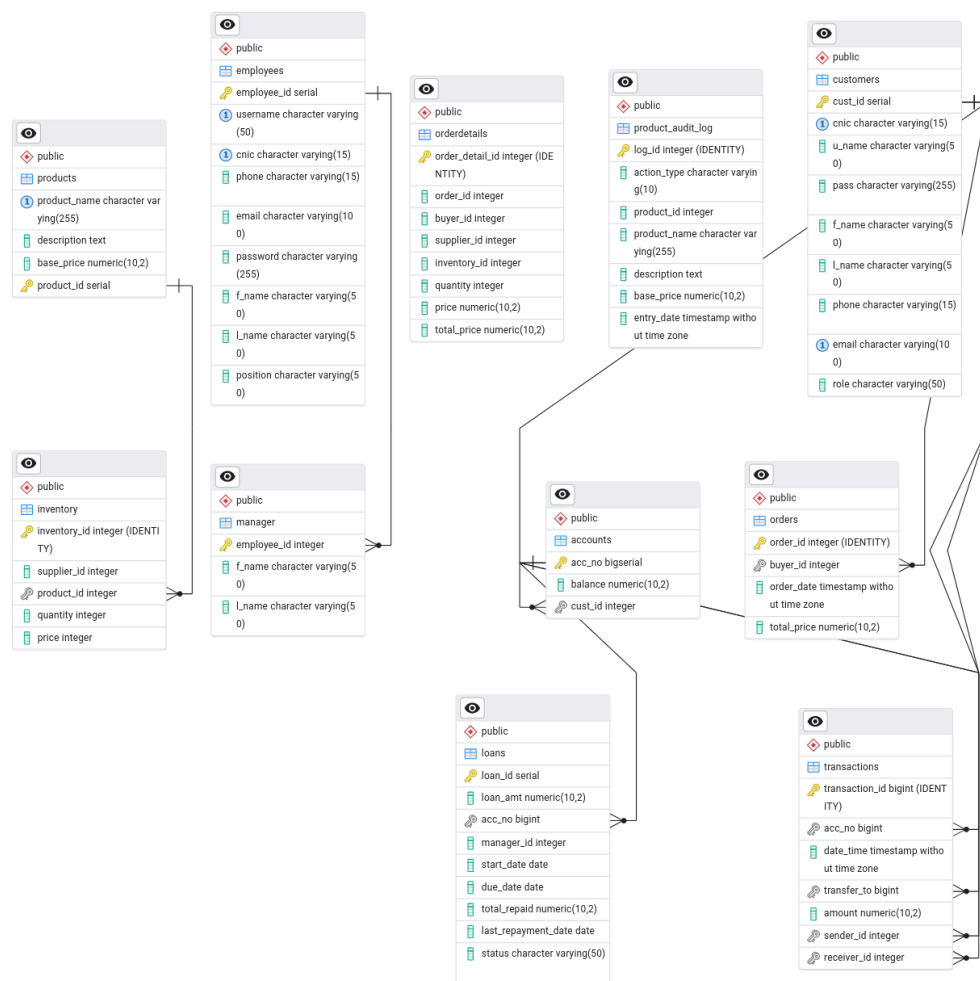 public
employees
employee_id serial
username character varying
(50)
cnic character varying(15)
phone character varying(15)
email character varying(10
0)
password character varying
(255)
f_name character varying(5
0)
l_name character varying(5
0)
position character varying(5
0)
public
customers
cust_id serial
cnic character varying(15)
u_name character varying(5
0)
pass character varying(255)
f_name character varying(5
0)
l_name character varying(5
0)
phone character varying(15)
email character varying(10
0)
role character varying(50)
public
product_audit_log
log_id integer (IDENTITY)
action_type character varyin
g(10)
product_id integer
product_name character var
ying(255)
description text
base_price numeric(10,2)
entry_date timestamp witho
ut time zone
public
orderdetails
order_detail_id integer (IDE
NTITY)
order_id integer
buyer_id integer
supplier_id integer
inventory_id integer
quantity integer
price numeric(10,2)
total_price numeric(10,2)
public
products
product_name character var
ying(255)
description text
base_price numeric(10,2)
product_id serial
public
inventory
inventory_id integer (IDENTI
TY)
supplier_id integer
product_id integer
quantity integer
price integer
public
manager
employee_id integer
f_name character varying(5
0)
l_name character varying(5
0)
public
accounts
acc_no bigserial
balance numeric(10,2)
cust_id integer
public
orders
order_id integer (IDENTITY)
buyer_id integer
order_date timestamp witho
ut time zone
total_price numeric(10,2)
public
loans
loan_id serial
loan_amt numeric(10,2)
acc_no bigint
manager_id integer
start_date date
due_date date
total_repaid numeric(10,2)
last_repayment_date date
status character varying(50)
public
transactions
transaction_id bigint (IDENT
ITY)
acc_no bigint
date_time timestamp witho
ut time zone
transfer_to bigint
amount numeric(10,2)
sender_id integer
receiver_id integer